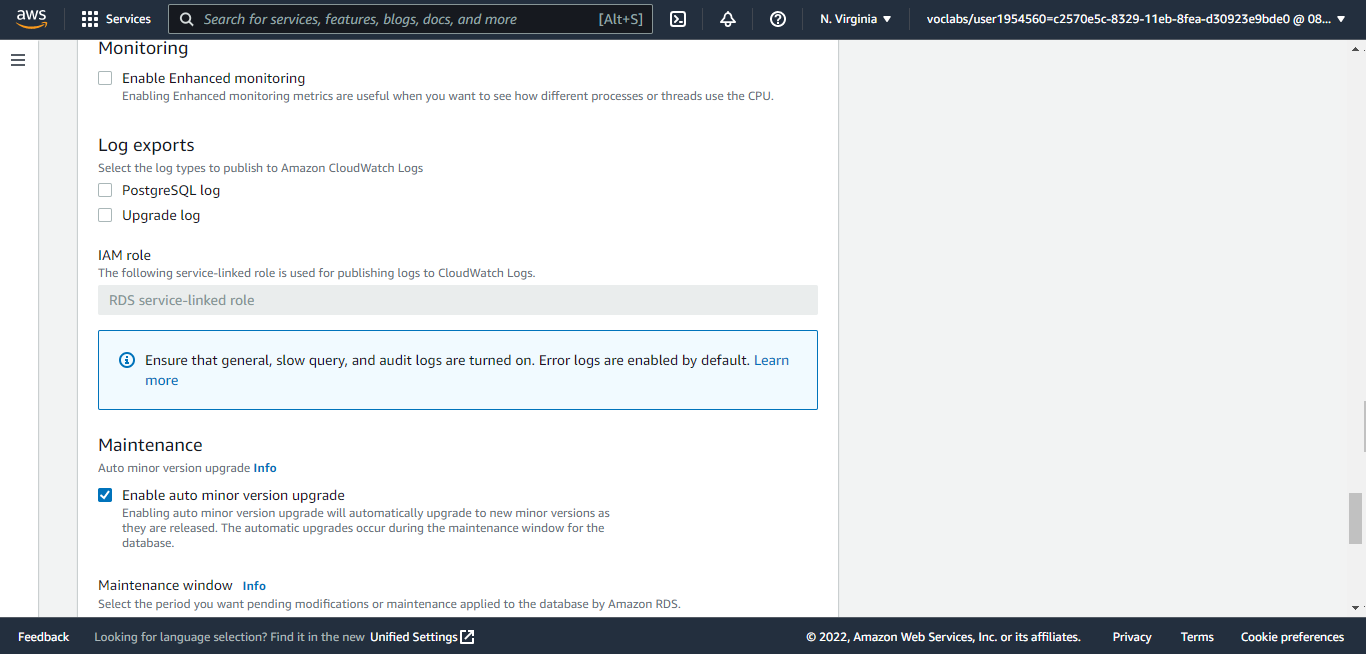 aws
Services
Search for services, features, blogs, docs, and more
[Alt+S]
N. Virginia
voclabs/user1954560=c2570e5c-8329-11eb-8fea-d30923e9bde0 @ 08...
Monitoring
Enable Enhanced monitoring
Enabling Enhanced monitoring metrics are useful when you want to see how different processes or threads use the CPU.
Log exports
Select the log types to publish to Amazon CloudWatch Logs
PostgreSQL log
Upgrade log
IAM role
The following service-linked role is used for publishing logs to CloudWatch Logs.
RDS service-linked role
Ensure that general, slow query, and audit logs are turned on. Error logs are enabled by default. Learn
more
Maintenance
Auto minor version upgrade Info
Enable auto minor version upgrade
Enabling auto minor version upgrade will automatically upgrade to new minor versions as
they are released. The automatic upgrades occur during the maintenance window for the
database.
Maintenance window Info
Select the period you want pending modifications or maintenance applied to the database by Amazon RDS.
Feedback
Looking for language selection? Find it in the new Unified Settings
© 2022, Amazon Web Services, Inc. or its affiliates.
Privacy
Terms
Cookie preferences